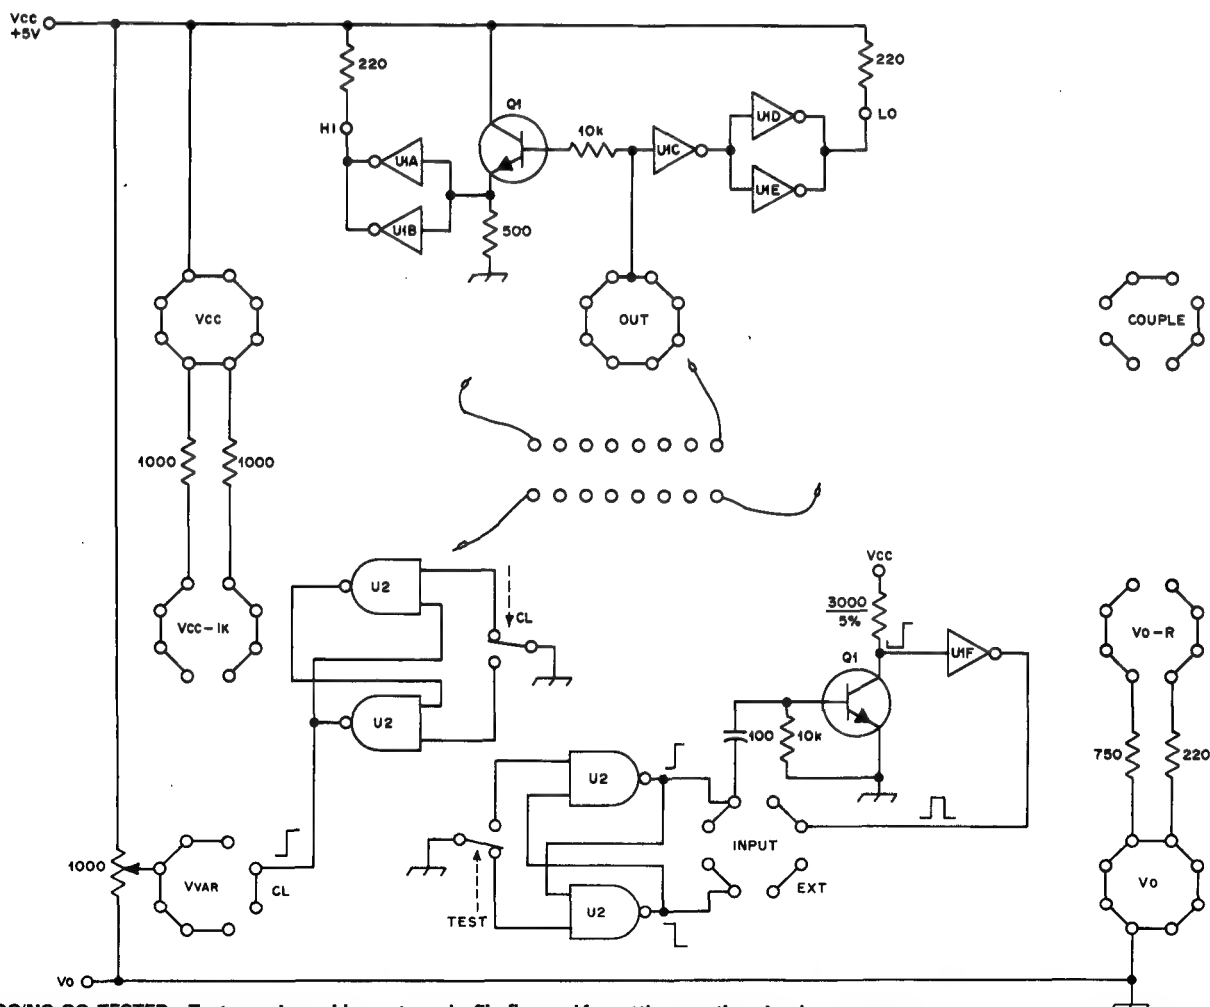 VCC
+5V
220
Q1
220
HI
10k
U1D
LO
U1A
U1C
U1B
500
U1E
VCC
OUT
COUPLE
1000
1000
VCC
3000
5%
U2
CL
VCC-1K
Q1
U1F
VO-R
U2
100
10k
750
220
U2
INPUT
1000
VVAR
CL
EXT
VO
TEST
U2
VO